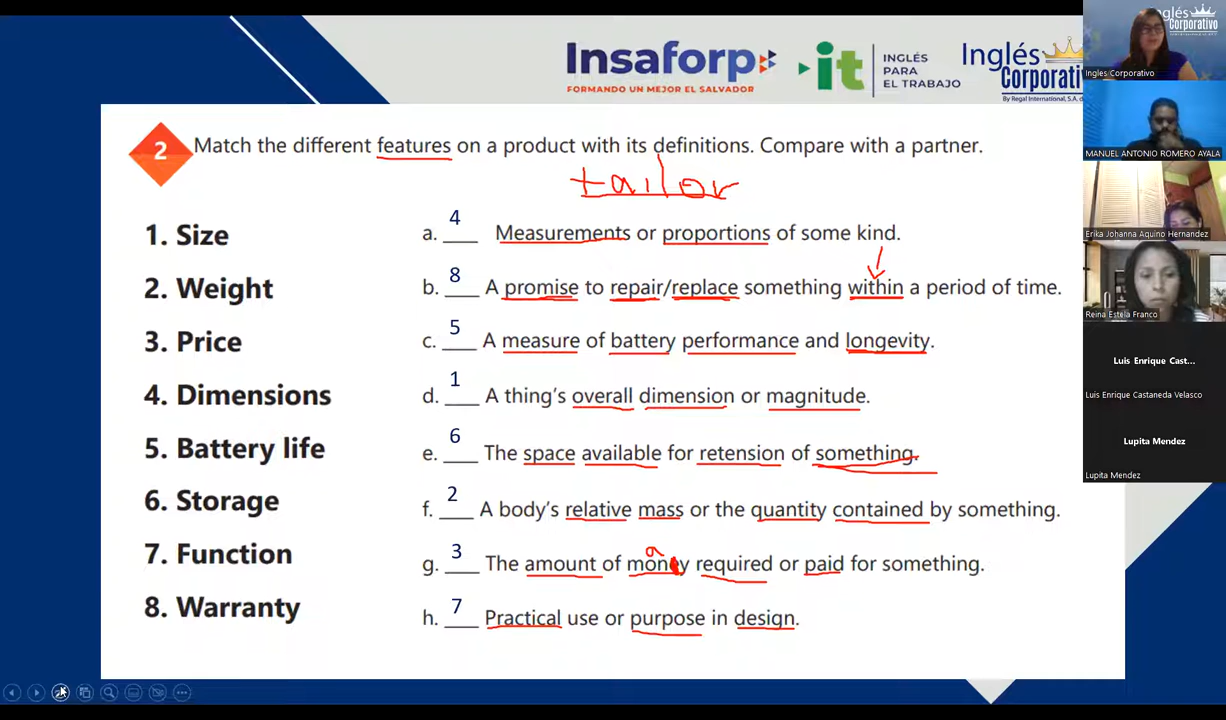 Insaforp
FORMANDO UN MEJOR EL SALVADOR
it
INGLÉS
PARA
EL TRABAJO
Inglés
Corporativo
By Regal International, S.A. d
2
Match the different features on a product with its definitions. Compare with a partner.
tailor
1. Size
a. 4 Measurements or proportions of some kind.
2. Weight
b. 8 A promise to repair/replace something within a period of time.
3. Price
c. 5 A measure of battery performance and longevity.
4. Dimensions
d. 1 A thing's overall dimension or magnitude.
5. Battery life
e. 6 The space available for retention of something.
6. Storage
f. 2 A body's relative mass or the quantity contained by something.
7. Function
a
g. 3 The amount of money required or paid for something.
8. Warranty
h. 7 Practical use or purpose in design.
Inglés
Corporativo
Ingles Corporativo
MANUEL ANTONIO ROMERO AYALA
Erika Johanna Aquino Hernandez
Reina Estela Franco
Luis Enrique Cast...
Luis Enrique Castaneda Velasco
Lupita Mendez
Lupita Mendez